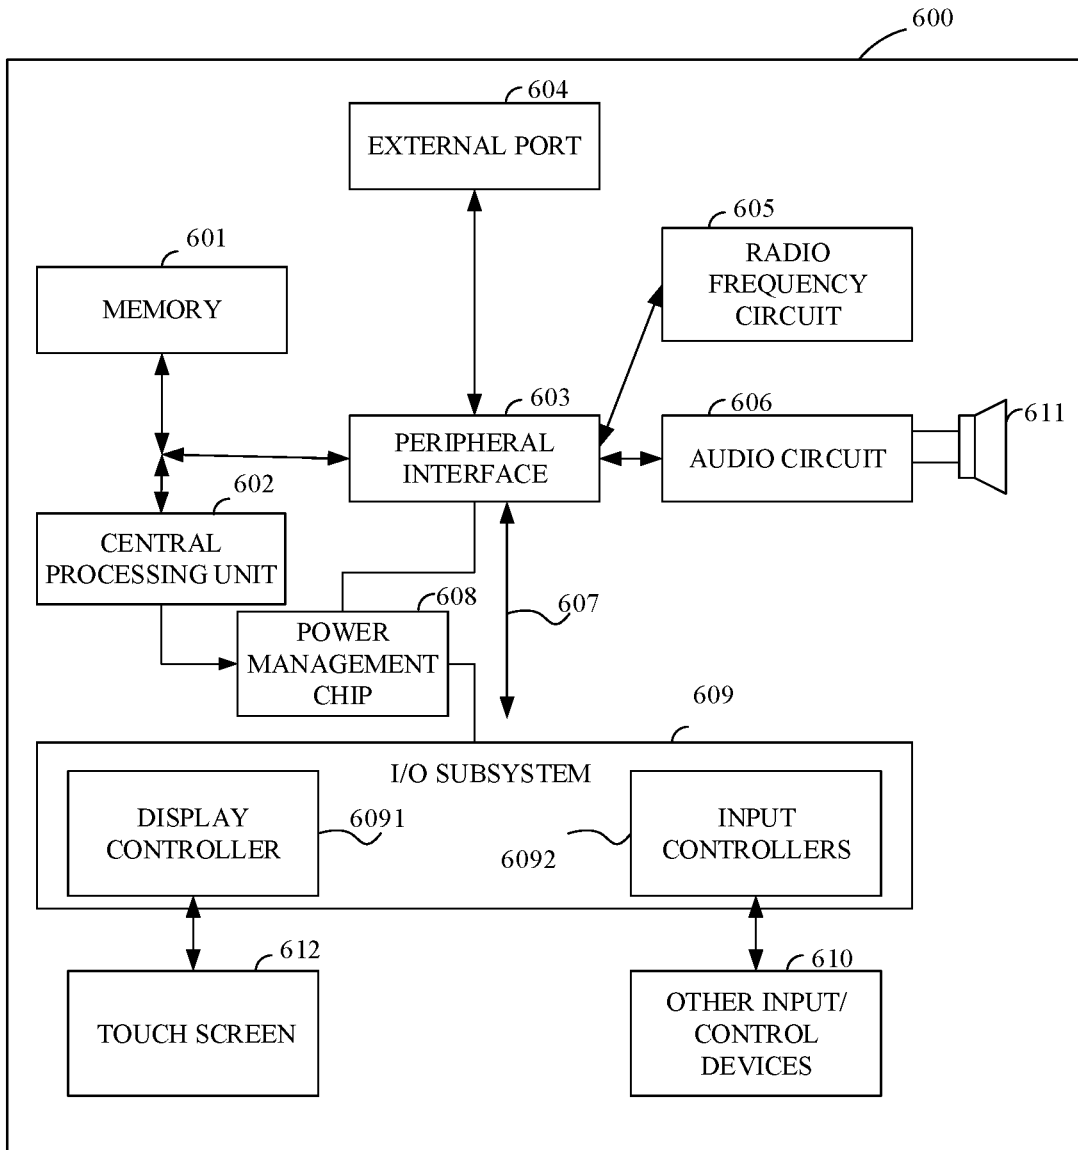 600
604
EXTERNAL PORT
605
RADIO
FREQUENCY
CIRCUIT
601
MEMORY
603
PERIPHERAL
INTERFACE
606
AUDIO CIRCUIT
611
602
CENTRAL
PROCESSING UNIT
608
POWER
MANAGEMENT
CHIP
607
609
I/O SUBSYSTEM
DISPLAY
CONTROLLER
6091
6092
INPUT
CONTROLLERS
612
TOUCH SCREEN
610
OTHER INPUT/
CONTROL
DEVICES